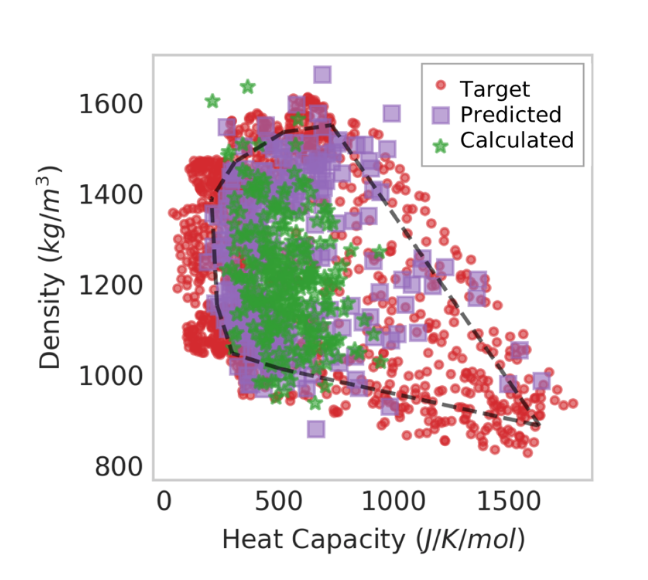 Target
Predicted
Calculated
1600
1400
1200
1000
800
Density (kg/m³)
0 500 1000 1500
Heat Capacity (J/K/mol)